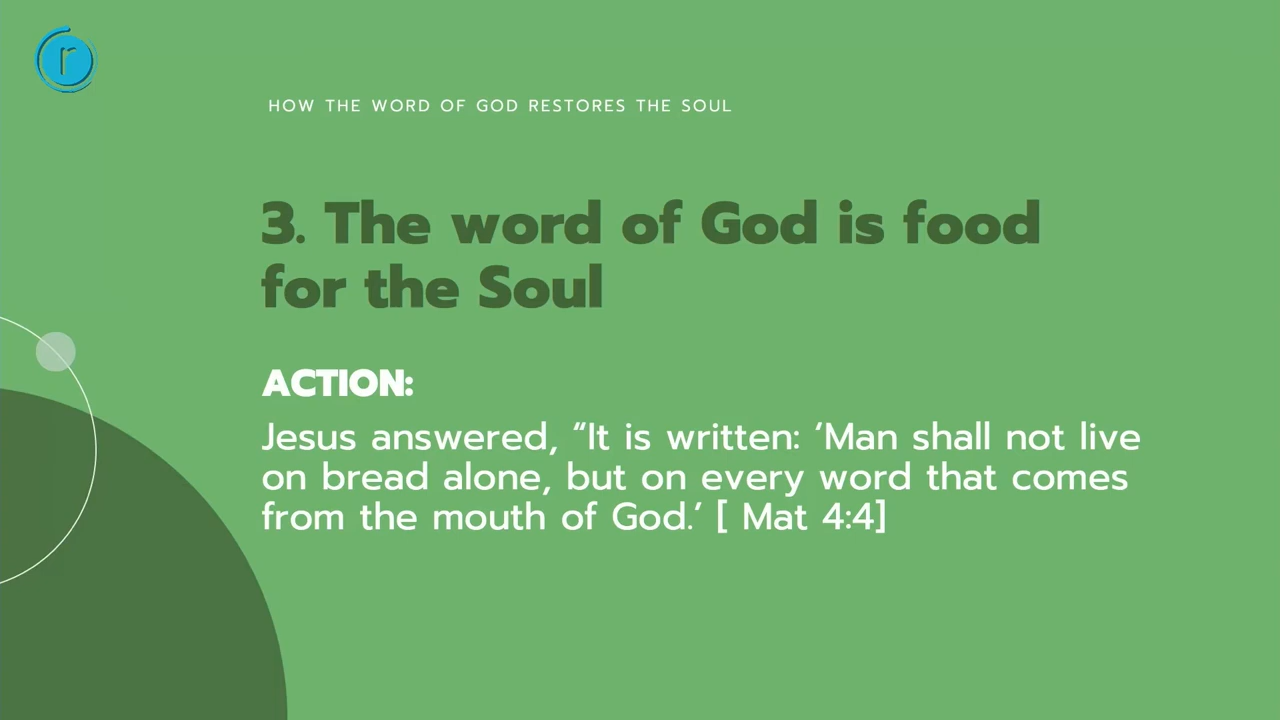 r
HOW THE WORD OF GOD RESTORES THE SOUL
3. The word of God is food
for the Soul
ACTION:
Jesus answered, “It is written: ‘Man shall not live
on bread alone, but on every word that comes
from the mouth of God.’ [ Mat 4:4]